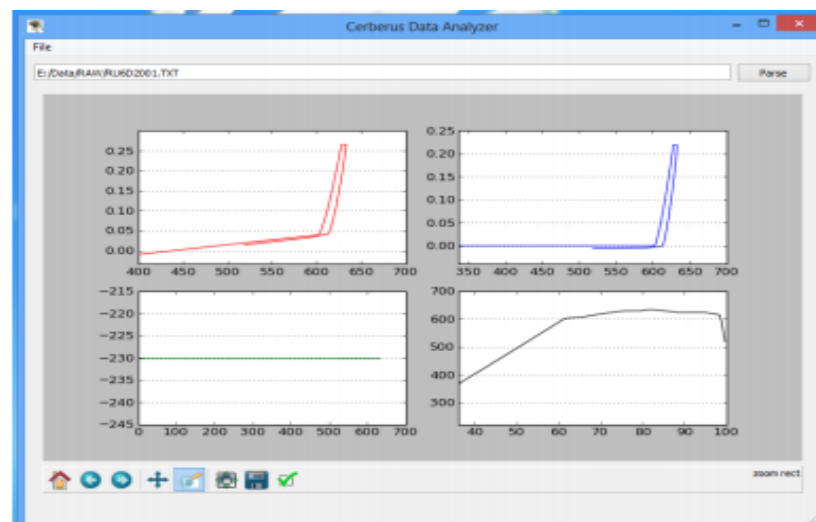 Cerberus Data Analyzer
File
E:/Data/RAW/RU6D2001.TXT
Parse
0.25
0.20
0.15
0.10
0.05
0.00
400 450 500 550 600 650 700
0.25
0.20
0.15
0.10
0.05
0.00
350 400 450 500 550 600 650 700
−215
−220
−225
−230
−235
−240
−245
0 100 200 300 400 500 600 700
700
600
500
400
300
40 50 60 70 80 90 100
zoom rect